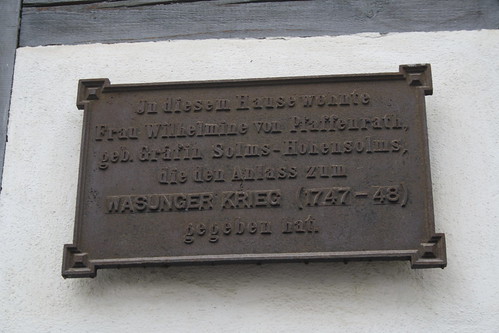 In diesem Hause wohnte
Frau Wilhelmine von Pfaffenrath,
geb. Gräfin Solms-Hohensolms,
die den Anlass zum
WASUNGER KRIEG (1747-48)
gegeben hat.